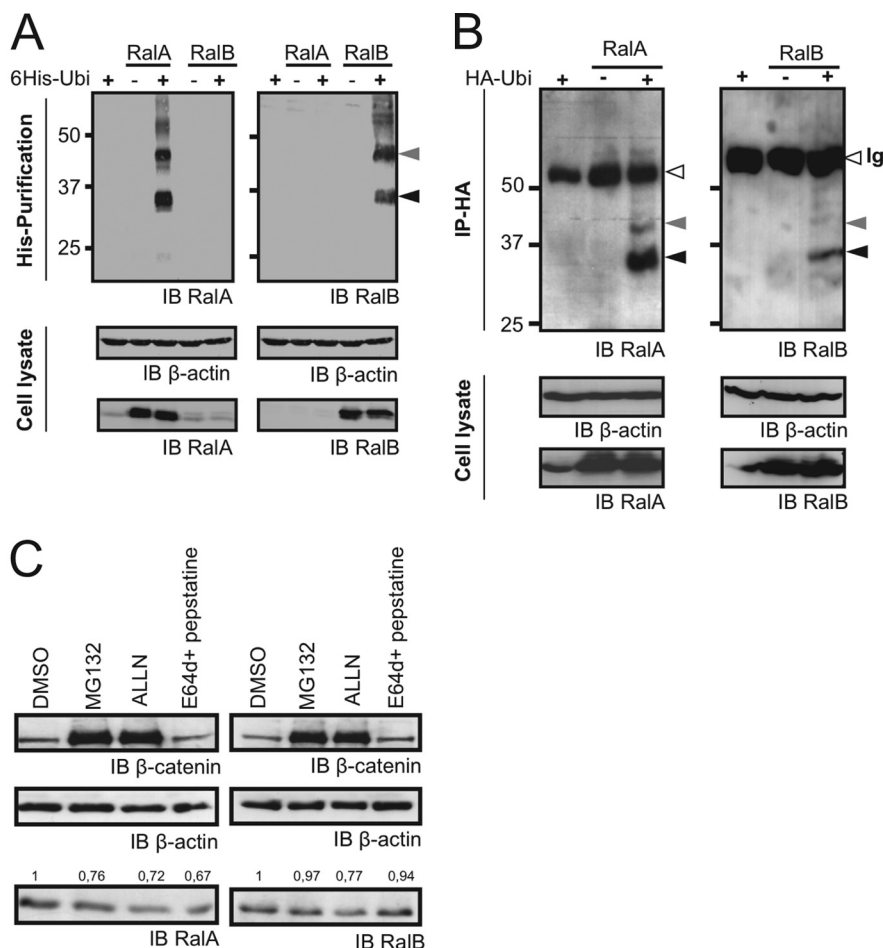 A
RalA RalB RalA RalB
6His-Ubi + - + - + + - + - +
His-Purification
50
37
25
IB RalA IB RalB
Cell lysate
IB β-actin IB β-actin
IB RalA IB RalB
B
RalA RalB
HA-Ubi + - + + - +
IP-HA
Ig
50
37
25
IB RalA IB RalB
Cell lysate
IB β-actin IB β-actin
IB RalA IB RalB
C
DMSO MG132 ALLN E64d+ pepstatine DMSO MG132 ALLN E64d+ pepstatine
IB β-catenin IB β-catenin
IB β-actin IB β-actin
1 0,76 0,72 0,67 1 0,97 0,77 0,94
IB RalA IB RalB